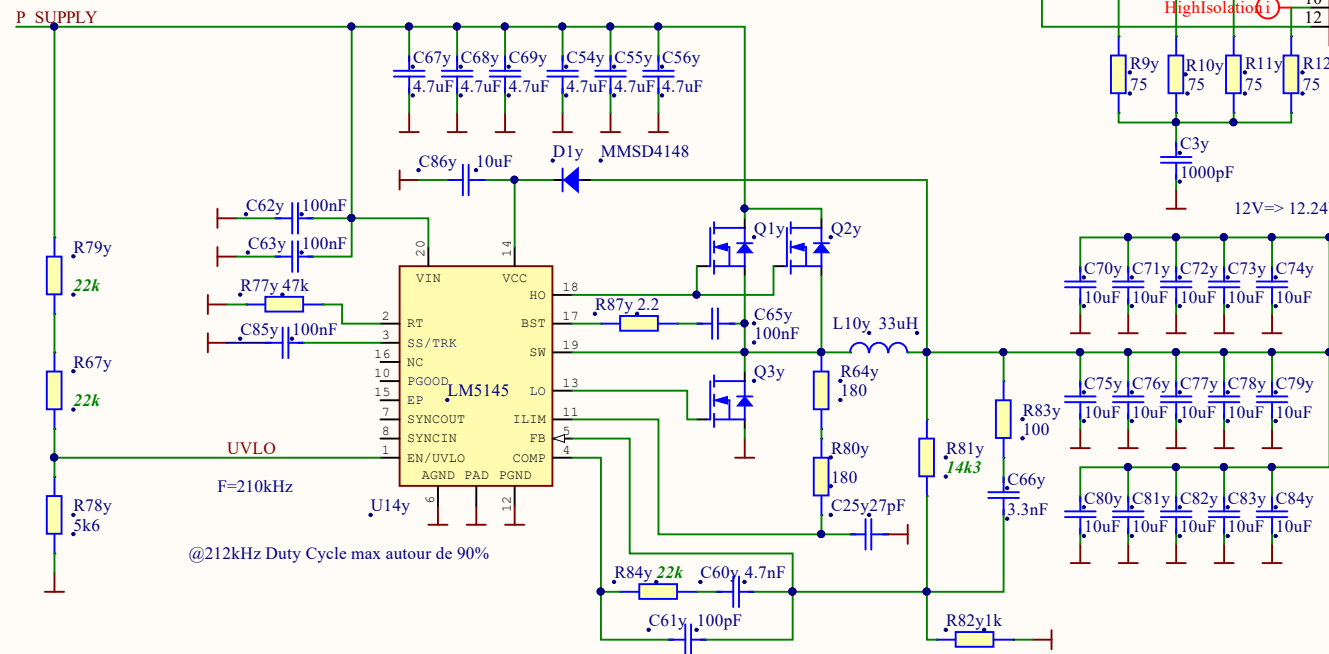 P_SUPPLY
HighIsolation i
10
12
C67y C68y C69y C54y C55y C56y
4.7uF 4.7uF 4.7uF 4.7uF 4.7uF 4.7uF
R9y R10y R11y R12
75 75 75 75
C3y
1000pF
C86y 10uF D1y MMSD4148
12V=> 12.24
C62y 100nF
C63y 100nF
R79y
22k
R77y 47k
C85y 100nF
R67y
22k
UVLO
F=210kHz
R78y
5k6
@212kHz Duty Cycle max autour de 90%
20 14
VIN VCC
HO 18
BST 17
2 RT
3 SS/TRK
SW 19
16 NC
10 PGOOD
LO 13
15 EP
LM5145
7 SYNCOUT
ILIM 11
8 SYNCIN
FB 5
1 EN/UVLO
COMP 4
AGND PAD PGND
6 12
U14y
Q1y Q2y
R87y 2.2
C65y
100nF
L10y 33uH
Q3y
R64y
180
R80y
180
C25y 27pF
R81y
14k3
R83y
100
C66y
3.3nF
R84y 22k C60y 4.7nF
C61y 100pF
R82y 1k
C70y C71y C72y C73y C74y
10uF 10uF 10uF 10uF 10uF
C75y C76y C77y C78y C79y
10uF 10uF 10uF 10uF 10uF
C80y C81y C82y C83y C84y
10uF 10uF 10uF 10uF 10uF